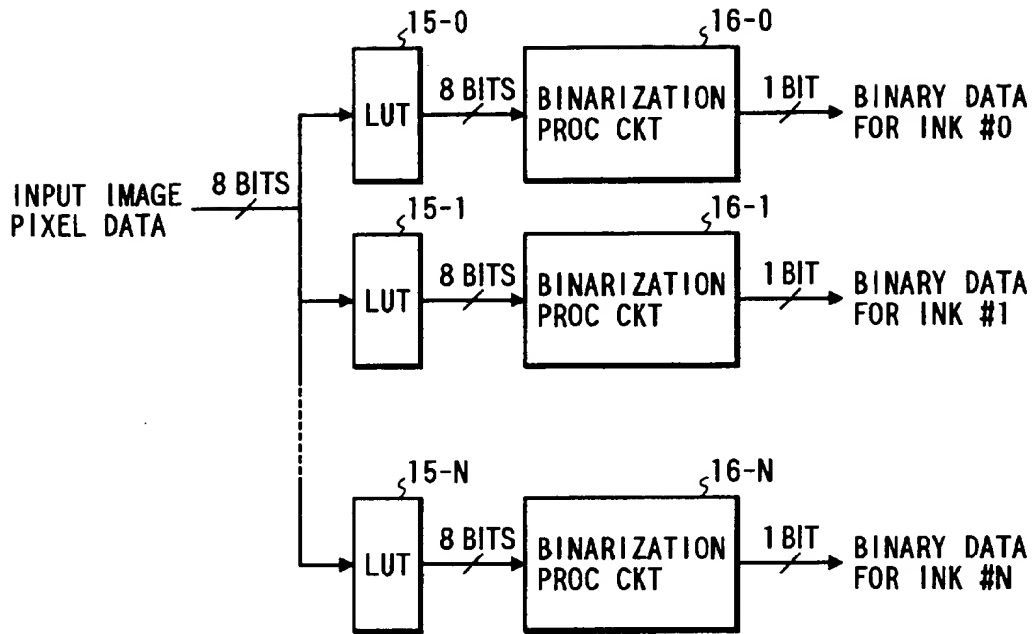 15-0
16-0
8 BITS
1 BIT
LUT
BINARIZATION
PROC CKT
BINARY DATA
FOR INK #0
INPUT IMAGE
PIXEL DATA
8 BITS
15-1
16-1
8 BITS
1 BIT
LUT
BINARIZATION
PROC CKT
BINARY DATA
FOR INK #1
15-N
16-N
8 BITS
1 BIT
LUT
BINARIZATION
PROC CKT
BINARY DATA
FOR INK #N